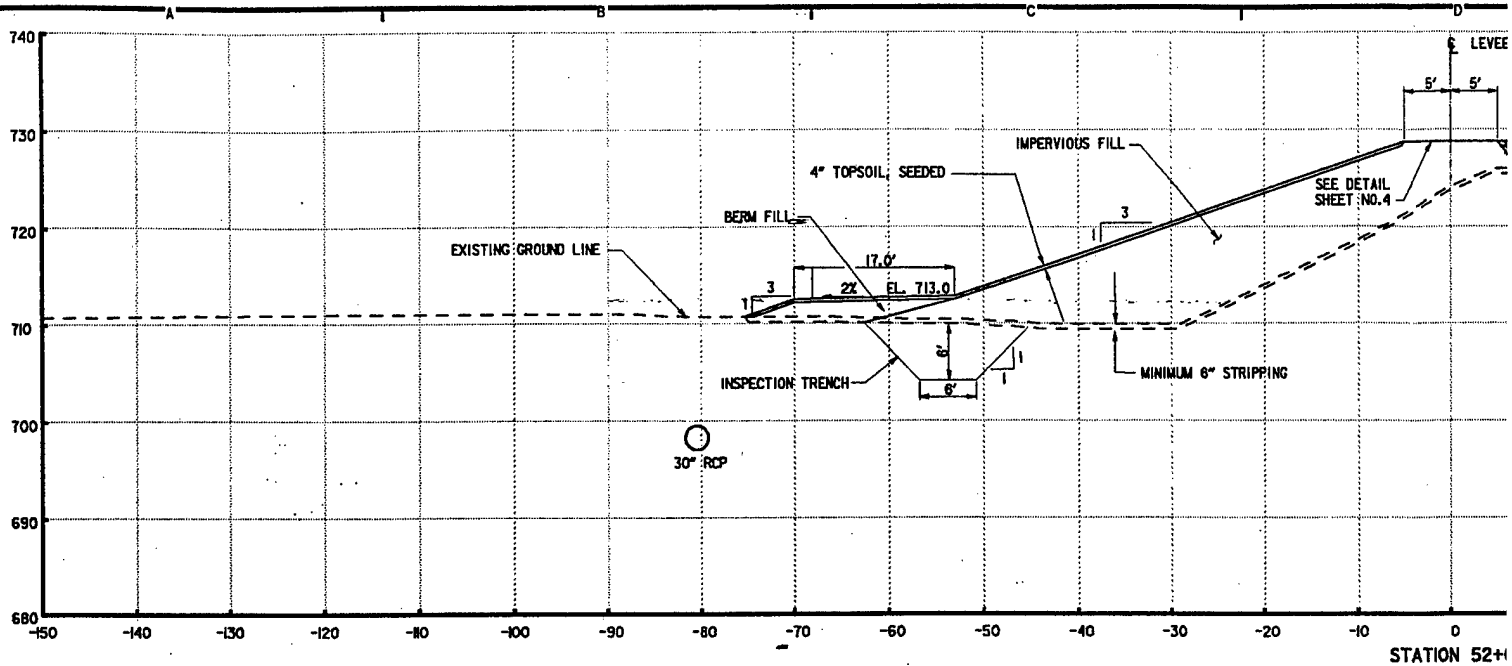 A B C D
740
730
720
710
700
690
680
℄ LEVEE
5' 5'
IMPERVIOUS FILL
4" TOPSOIL, SEEDED
SEE DETAIL
SHEET NO.4
BERM FILL
3
1
EXISTING GROUND LINE
17.0'
3
1
2%
EL. 713.0
6'
1
1
INSPECTION TRENCH
6'
MINIMUM 6" STRIPPING
30" RCP
-150 -140 -130 -120 -110 -100 -90 -80 -70 -60 -50 -40 -30 -20 -10 0
STATION 52+